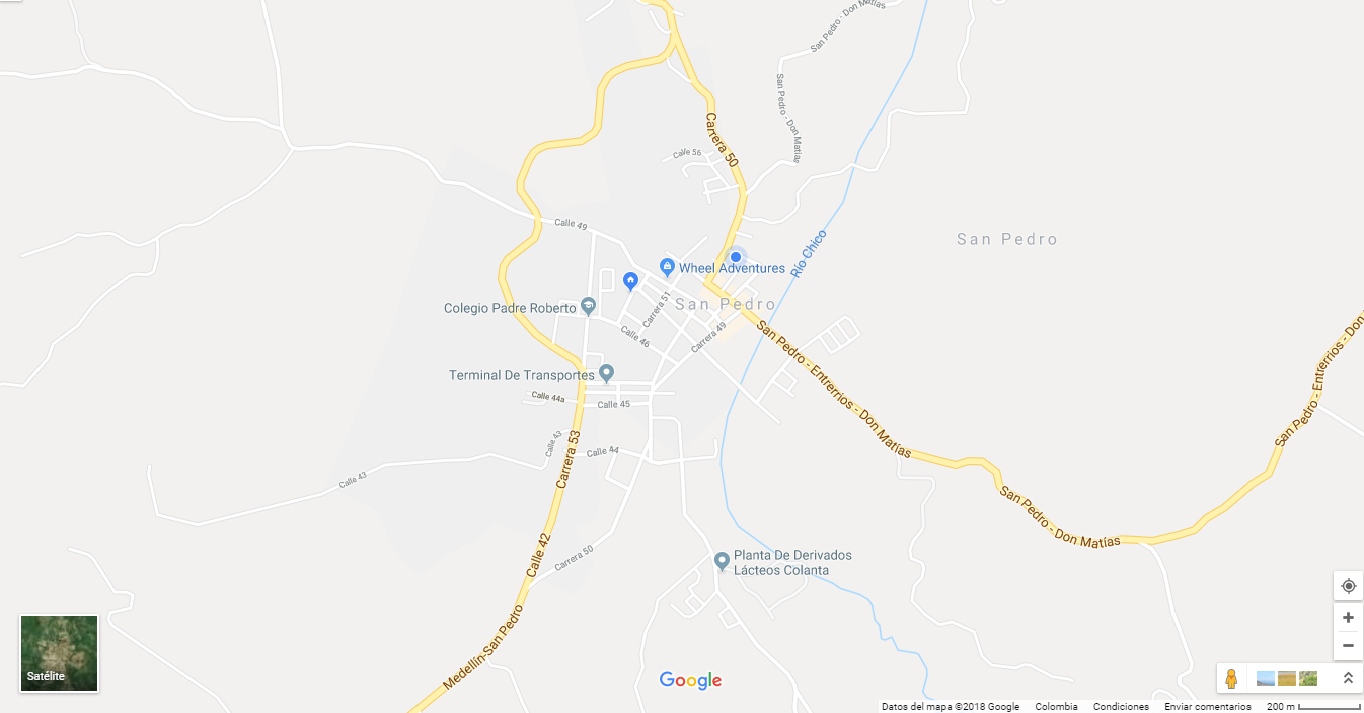 San Pedro - Don Matías
San Pedro - Don Matías
Carrera 50
Calle 56
Calle 49
San Pedro
Río Chico
Wheel Adventures
Colegio Padre Roberto
San Pedro
Carrera 51
Calle 46
Carrera 49
San Pedro - Entrerrios - Don Matías
San Pedro - Entrerrios - Don
Terminal De Transportes
Calle 44a
Calle 45
Calle 43
Calle 44
Carrera 53
Calle 43
San Pedro - Don Matías
Calle 42
Carrera 50
Planta De Derivados
Lácteos Colanta
Medellín-San Pedro
Satélite
Google
Datos del mapa ©2018 Google Colombia Condiciones Enviar comentarios 200 m